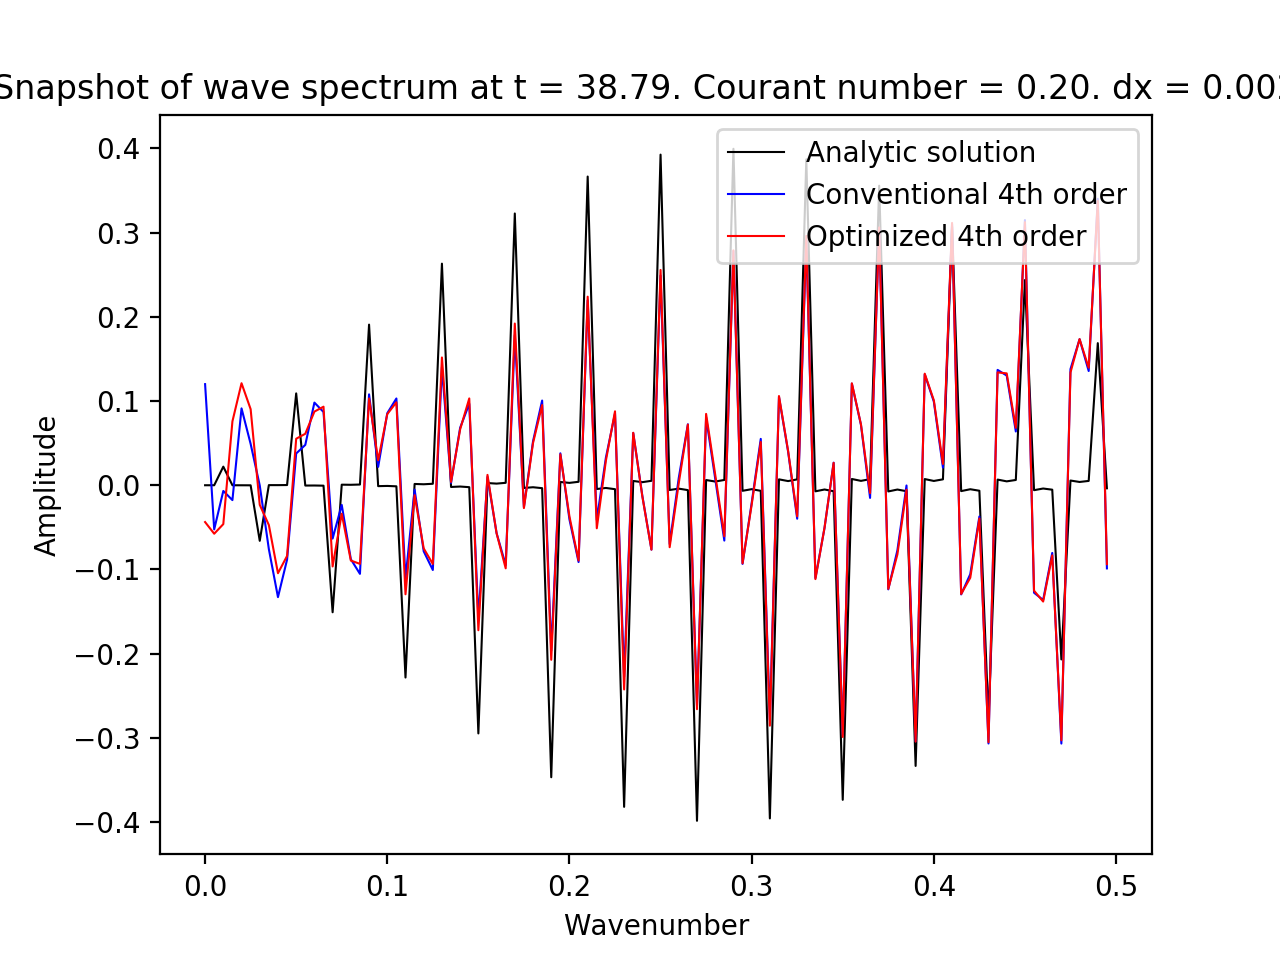 Snapshot of wave spectrum at t = 38.79. Courant number = 0.20. dx = 0.002
Analytic solution
Conventional 4th order
Optimized 4th order
0.4
0.3
0.2
0.1
0.0
−0.1
−0.2
−0.3
−0.4
Amplitude
0.0 0.1 0.2 0.3 0.4 0.5
Wavenumber